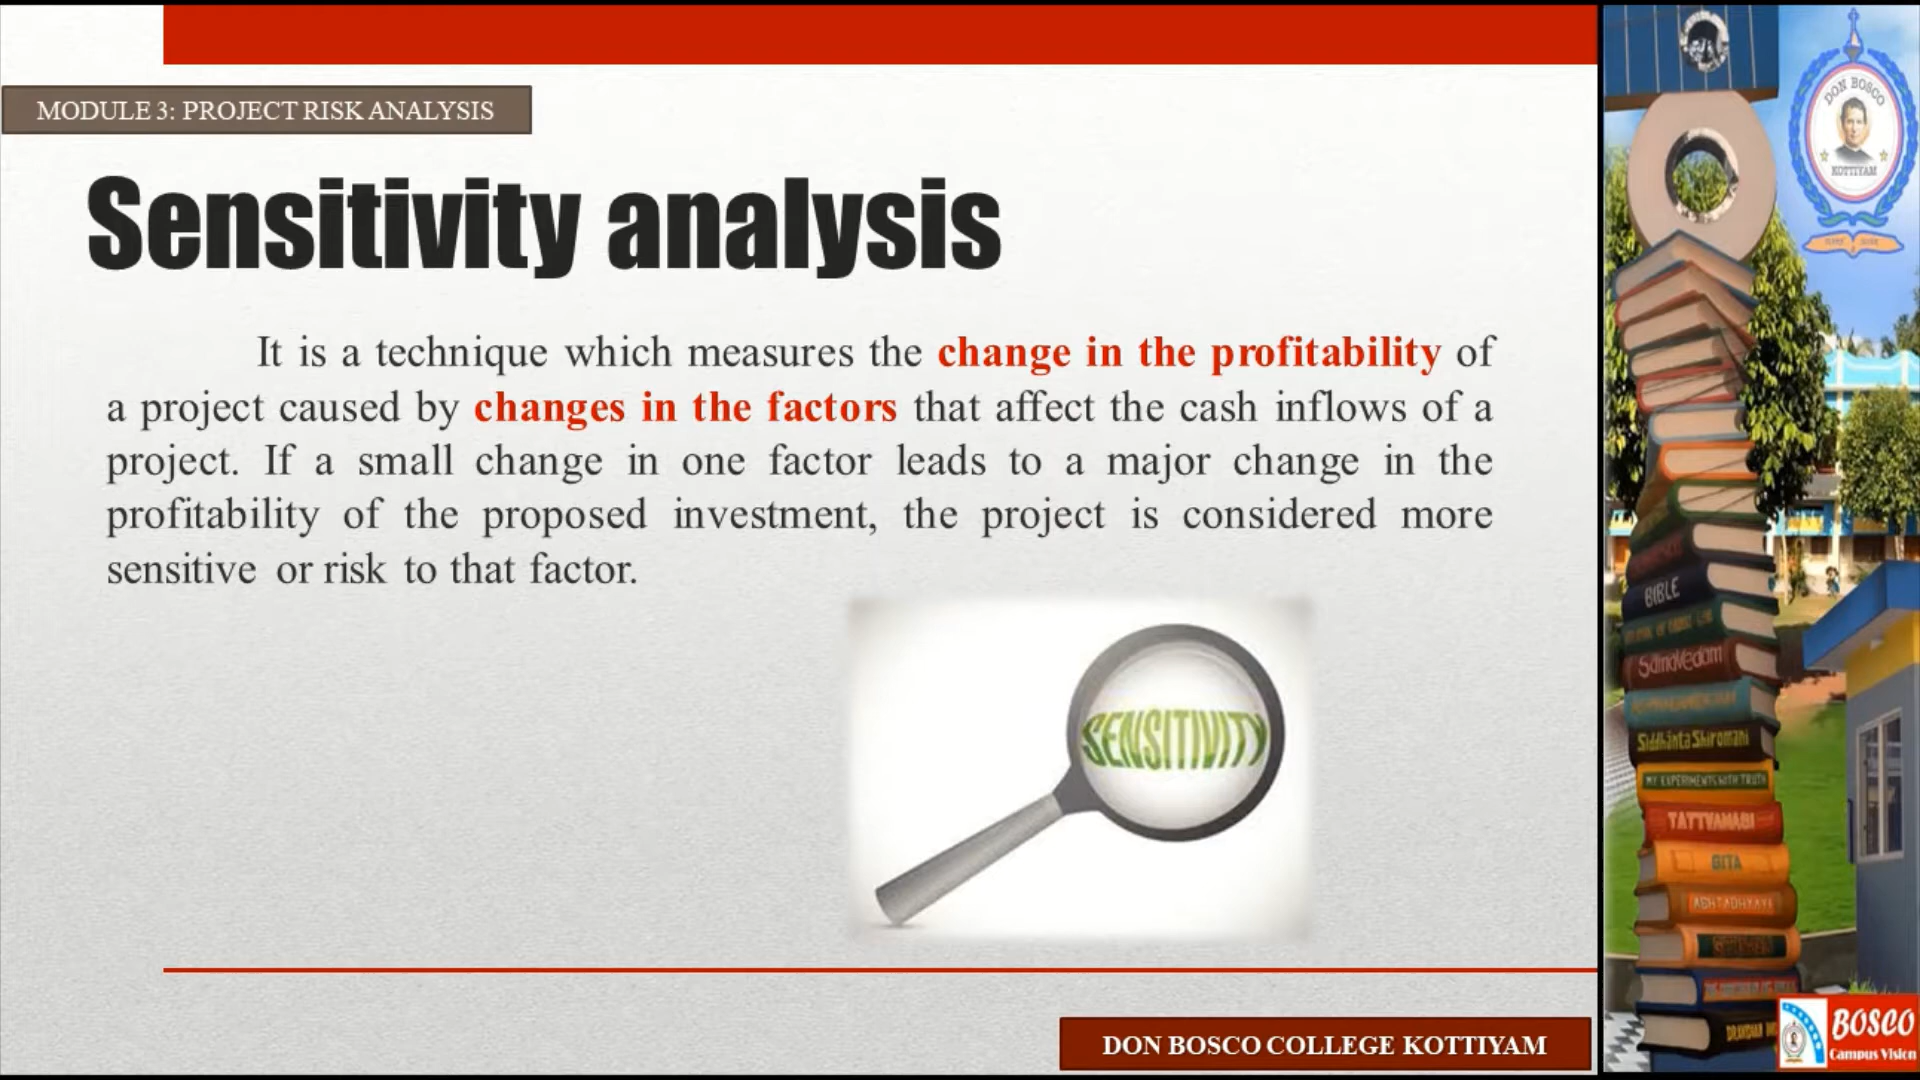 MODULE 3: PROJECT RISK ANALYSIS
Sensitivity analysis
It is a technique which measures the change in the profitability of
a project caused by changes in the factors that affect the cash inflows of a
project. If a small change in one factor leads to a major change in the
profitability of the proposed investment, the project is considered more
sensitive or risk to that factor.
SENSITIVITY
DON BOSCO COLLEGE KOTTIYAM
DON BOSCO
KOTTIYAM
BIBLE
SamaVedam
Siddhanta Shiromani
MY EXPERIMENTS WITH TRUTH
TATTVAMASI
GITA
BOSCO
Campus Vision